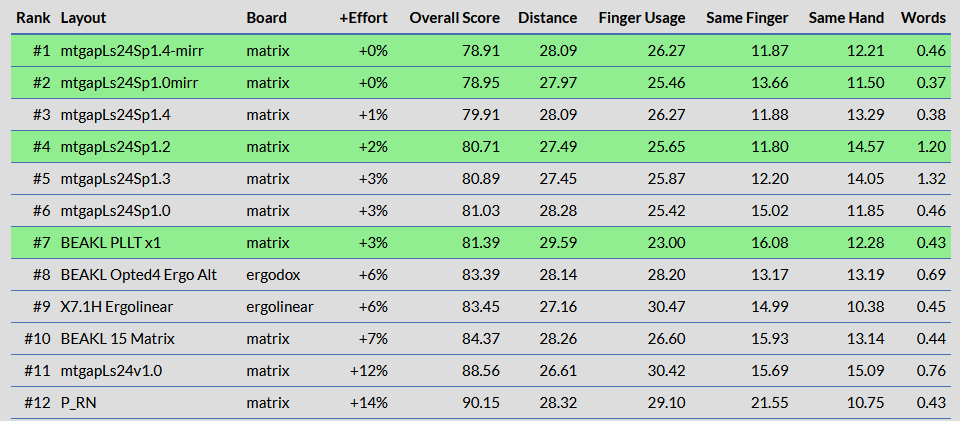 Rank Layout Board +Effort Overall Score Distance Finger Usage Same Finger Same Hand Words
#1 mtgapLs24Sp1.4-mirr matrix +0% 78.91 28.09 26.27 11.87 12.21 0.46
#2 mtgapLs24Sp1.0mirr matrix +0% 78.95 27.97 25.46 13.66 11.50 0.37
#3 mtgapLs24Sp1.4 matrix +1% 79.91 28.09 26.27 11.88 13.29 0.38
#4 mtgapLs24Sp1.2 matrix +2% 80.71 27.49 25.65 11.80 14.57 1.20
#5 mtgapLs24Sp1.3 matrix +3% 80.89 27.45 25.87 12.20 14.05 1.32
#6 mtgapLs24Sp1.0 matrix +3% 81.03 28.28 25.42 15.02 11.85 0.46
#7 BEAKL PLLT x1 matrix +3% 81.39 29.59 23.00 16.08 12.28 0.43
#8 BEAKL Opted4 Ergo Alt ergodox +6% 83.39 28.14 28.20 13.17 13.19 0.69
#9 X7.1H Ergolinear ergolinear +6% 83.45 27.16 30.47 14.99 10.38 0.45
#10 BEAKL 15 Matrix matrix +7% 84.37 28.26 26.60 15.93 13.14 0.44
#11 mtgapLs24v1.0 matrix +12% 88.56 26.61 30.42 15.69 15.09 0.76
#12 P_RN matrix +14% 90.15 28.32 29.10 21.55 10.75 0.43